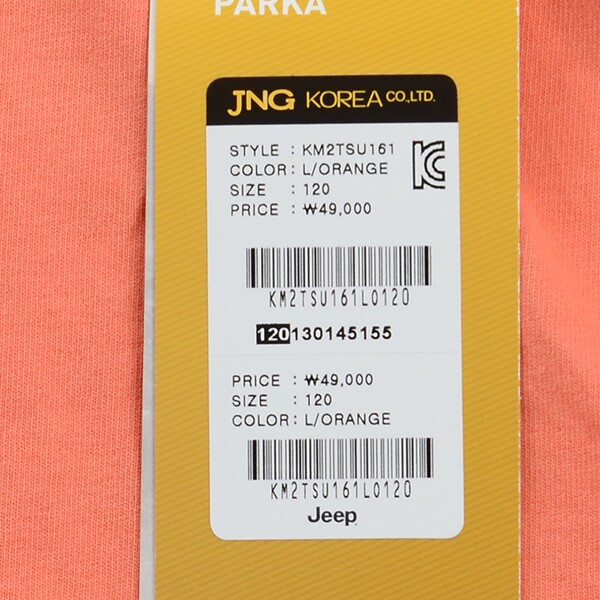 PARKA
JNG KOREA CO.,LTD.
STYLE : KM2TSU161
COLOR : L/ORANGE
SIZE : 120
PRICE : ₩49,000
KC
KM2TSU161L0120
120130145155
PRICE : ₩49,000
SIZE : 120
COLOR : L/ORANGE
KM2TSU161L0120
Jeep